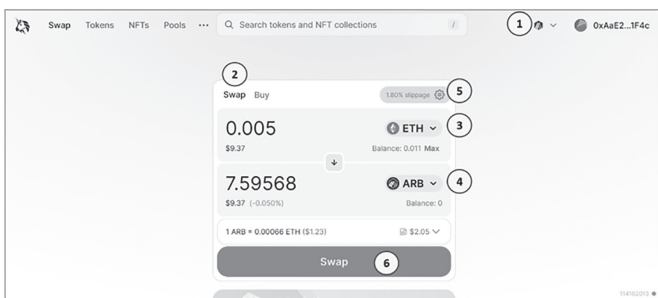 Swap Tokens NFTs Pools ••• Search tokens and NFT collections / 1 0xAaE2...1F4c
2
Swap Buy 1.80% slippage 5
0.005 ETH 3
$9.37 Balance: 0.011 Max
7.59568 ARB 4
$9.37 (-0.050%) Balance: 0
1 ARB = 0.00066 ETH ($1.23) $2.05
Swap 6
114162013